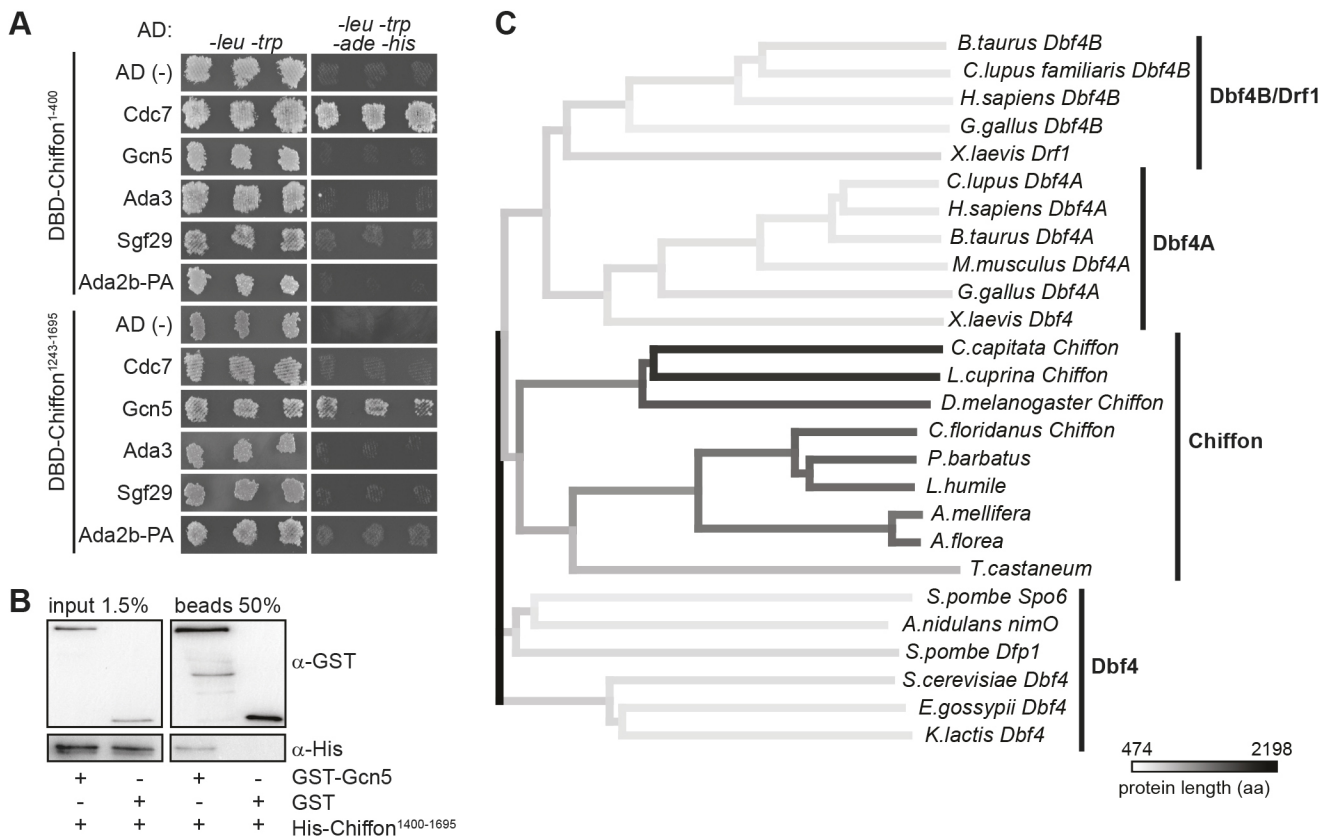 A
AD:
-leu -trp
-leu -trp
-ade -his
DBD-Chiffon1-400
AD (-)
Cdc7
Gcn5
Ada3
Sgf29
Ada2b-PA
DBD-Chiffon1243-1695
AD (-)
Cdc7
Gcn5
Ada3
Sgf29
Ada2b-PA
B
input 1.5%
beads 50%
α-GST
α-His
+ - + - GST-Gcn5
- + - + GST
+ + + + His-Chiffon1400-1695
C
B.taurus Dbf4B
C.lupus familiaris Dbf4B
H.sapiens Dbf4B
G.gallus Dbf4B
X.laevis Drf1
Dbf4B/Drf1
C.lupus Dbf4A
H.sapiens Dbf4A
B.taurus Dbf4A
M.musculus Dbf4A
G.gallus Dbf4A
X.laevis Dbf4
Dbf4A
C.capitata Chiffon
L.cuprina Chiffon
D.melanogaster Chiffon
C.floridanus Chiffon
P.barbatus
L.humile
A.mellifera
A.florea
T.castaneum
Chiffon
S.pombe Spo6
A.nidulans nimO
S.pombe Dfp1
S.cerevisiae Dbf4
E.gossypii Dbf4
K.lactis Dbf4
Dbf4
474 2198
protein length (aa)